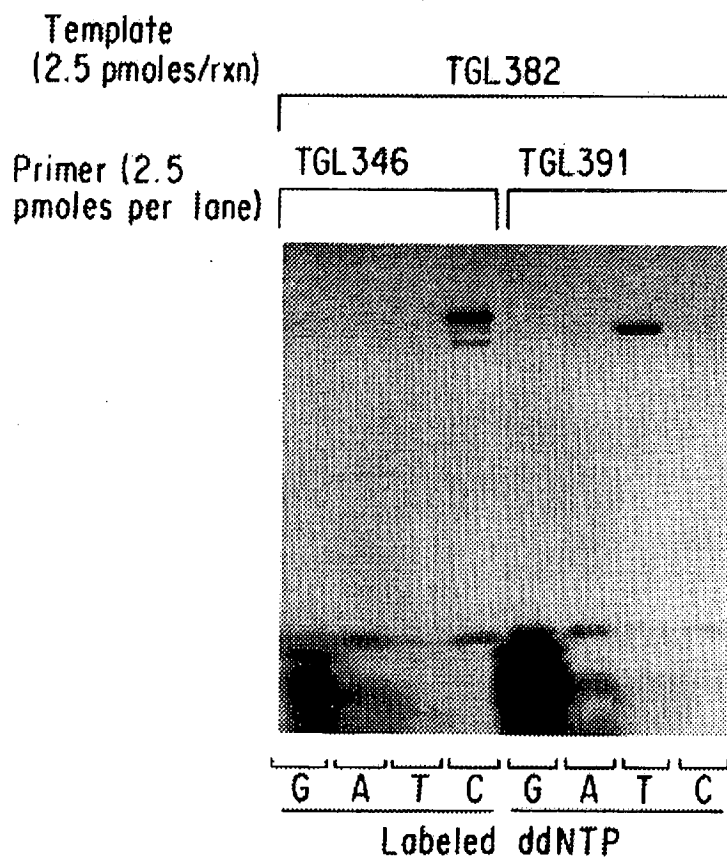 Template
(2.5 pmoles/rxn)
TGL382
Primer (2.5
pmoles per lane)
TGL346
TGL391
G A T C G A T C
Labeled ddNTP